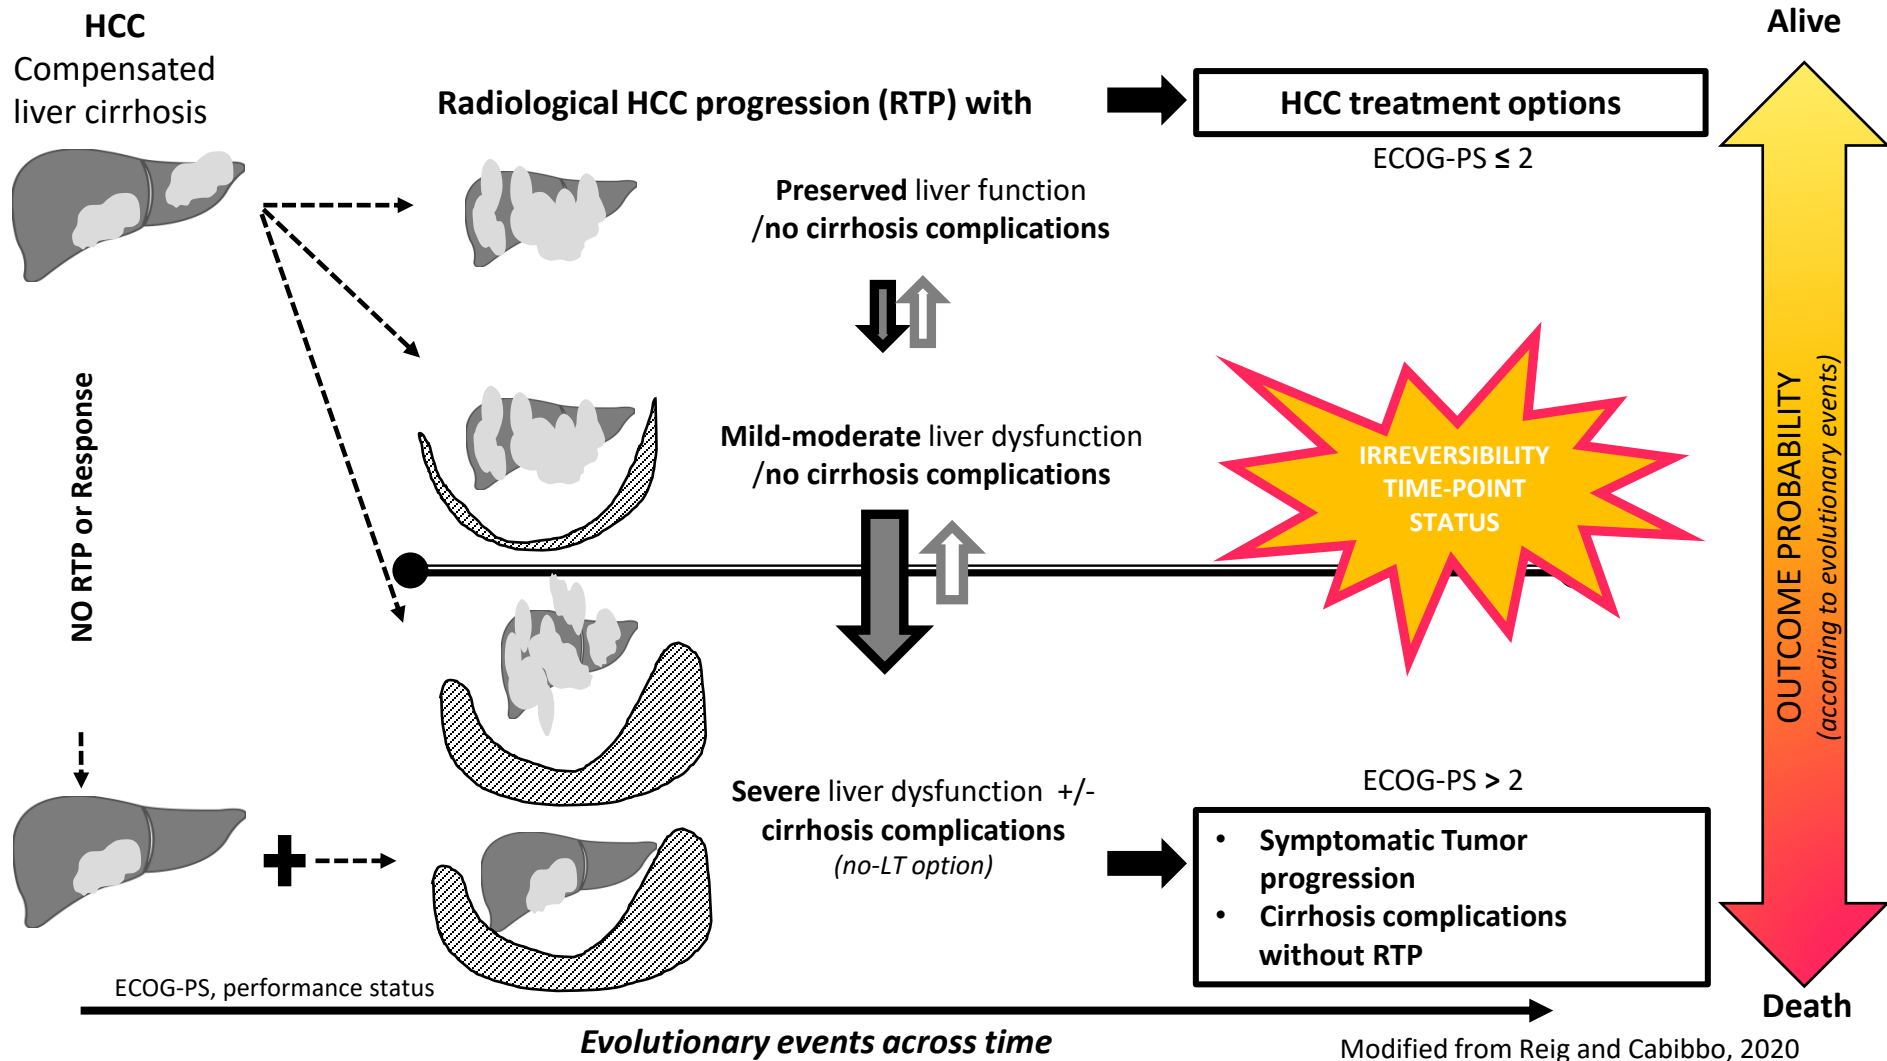 HCC
Compensated
liver cirrhosis
Radiological HCC progression (RTP) with
HCC treatment options
ECOG-PS ≤ 2
Alive
Preserved liver function
/no cirrhosis complications
NO RTP or Response
Mild-moderate liver dysfunction
/no cirrhosis complications
IRREVERSIBILITY
TIME-POINT
STATUS
OUTCOME PROBABILITY
(according to evolutionary events)
Severe liver dysfunction +/-
cirrhosis complications
(no-LT option)
ECOG-PS > 2
• Symptomatic Tumor
progression
• Cirrhosis complications
without RTP
Death
ECOG-PS, performance status
Evolutionary events across time
Modified from Reig and Cabibbo, 2020